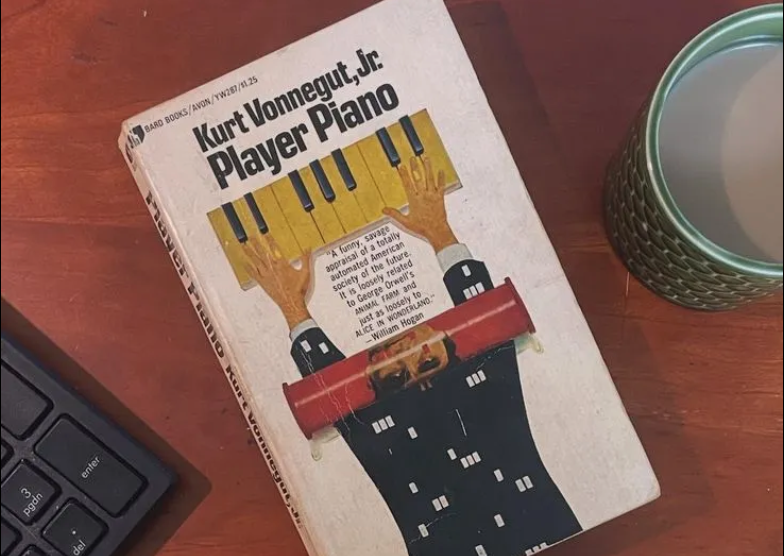 BARD BOOKS/AVON/YW287/$1.25
Kurt Vonnegut, Jr.
Player Piano
"A funny, savage
appraisal of a totally
automated American
society of the future.
It is loosely related
to George Orwell's
ANIMAL FARM and
just as loosely to
ALICE IN WONDERLAND."
—William Hogan
Player Piano Kurt Vonnegut, Jr.
enter
3
pgdn
.
del